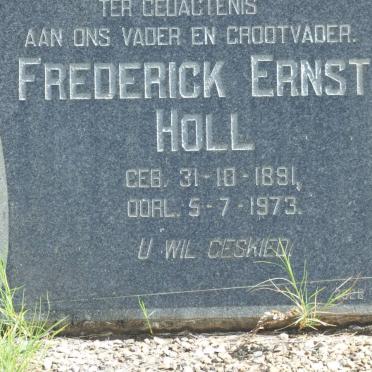 TER GEDAGTENIS
AAN ONS VADER EN GROOTVADER.
FREDERICK ERNST
HOLL
GEB. 31-10-1891,
OORL. 5-7-1973.
U WIL GESKIED